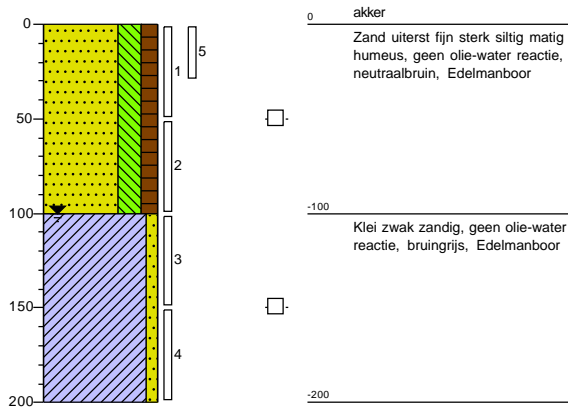 0
50
100
150
200
1
2
3
4
5
0
akker
Zand uiterst fijn sterk siltig matig
humeus, geen olie-water reactie,
neutraalbruin, Edelmanboor
-100
Klei zwak zandig, geen olie-water
reactie, bruingrijs, Edelmanboor
-200